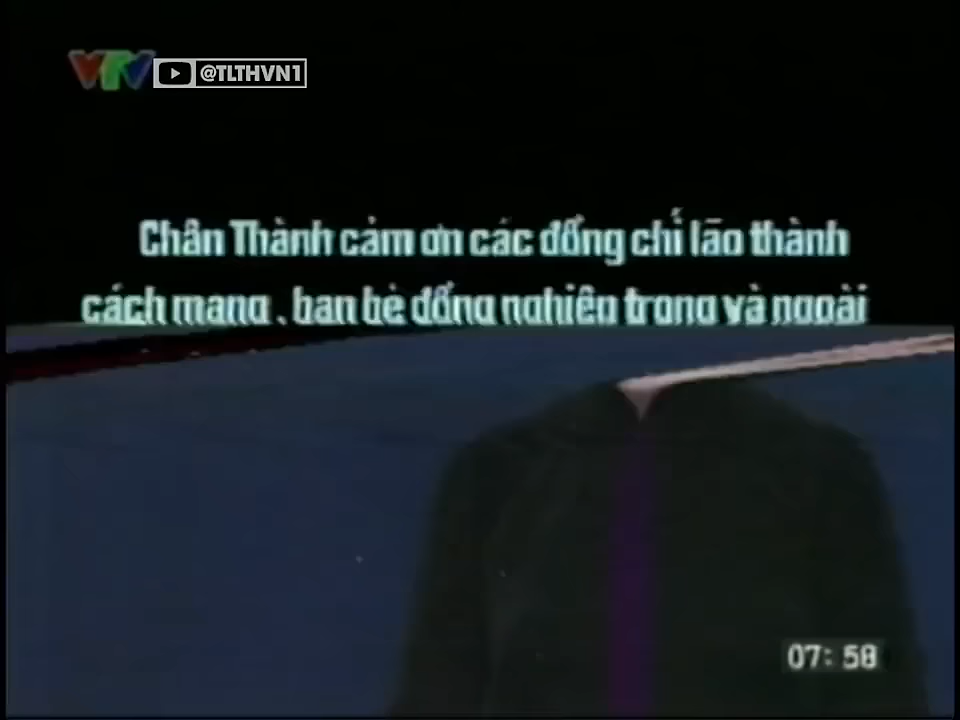 VTV @TLTHVN1
Chân Thành cảm ơn các đồng chí lão thành
cách mạng , bạn bè đồng nghiệp trong và ngoài
07: 58